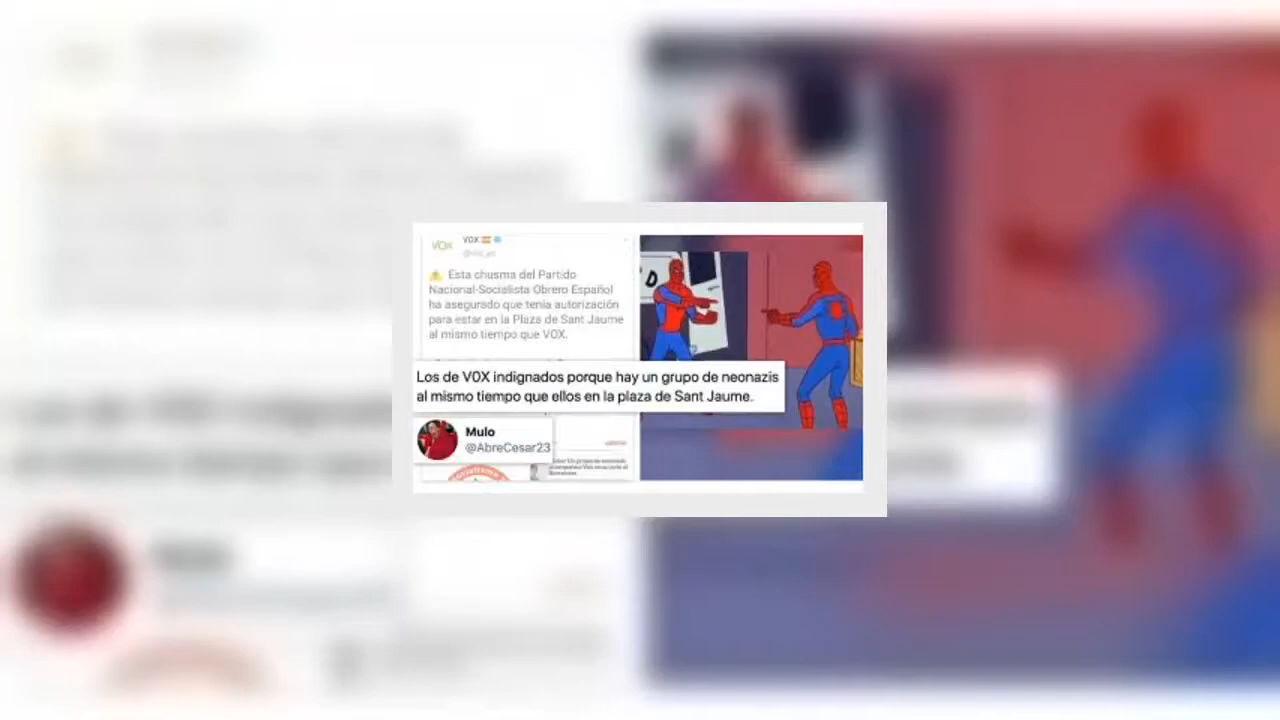 VOX
VOX
@vox_es
Esta chusma del Partido
Nacional-Socialista Obrero Español
ha asegurado que tenía autorización
para estar en la Plaza de Sant Jaume
al mismo tiempo que VOX.
Los de VOX indignados porque hay un grupo de neonazis
al mismo tiempo que ellos en la plaza de Sant Jaume.
Mulo
@AbreCesar23